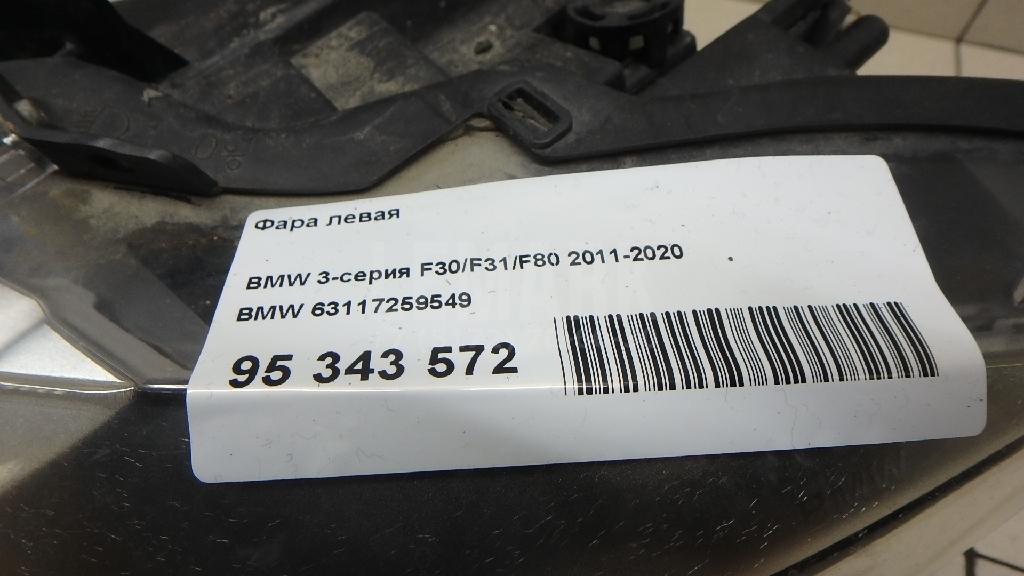 Фара левая
BMW 3-серия F30/F31/F80 2011-2020
BMW 63117259549
95 343 572